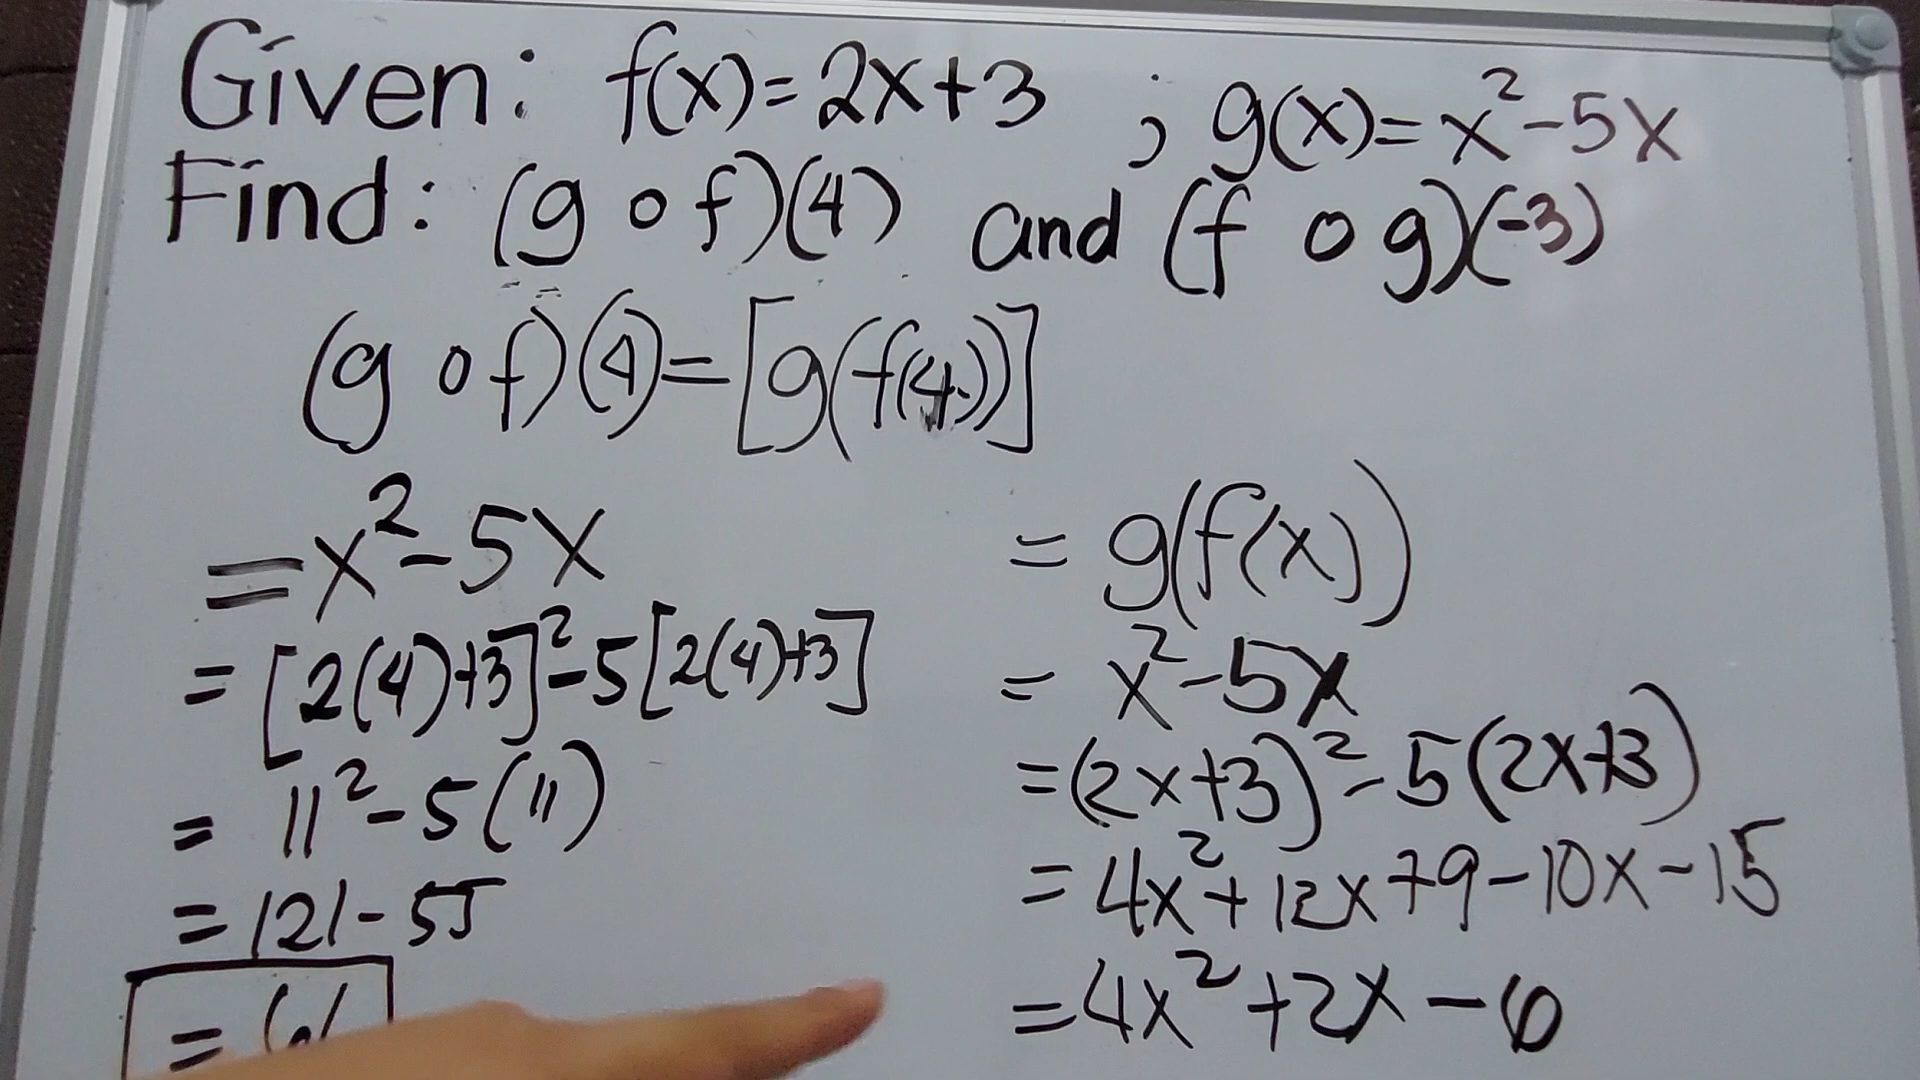 Given: f(x)=2x+3 ; g(x)=x²-5x
Find: (g o f)(4) and (f o g)(-3)
(g o f)(4)=[g(f(4))]
=x²-5x
=[2(4)+3]²-5[2(4)+3]
= 11²-5(11)
=121-55
=
= g(f(x))
= x²-5x
=(2x+3)²-5(2x+3)
=4x²+12x+9-10x-15
=4x²+2x-6